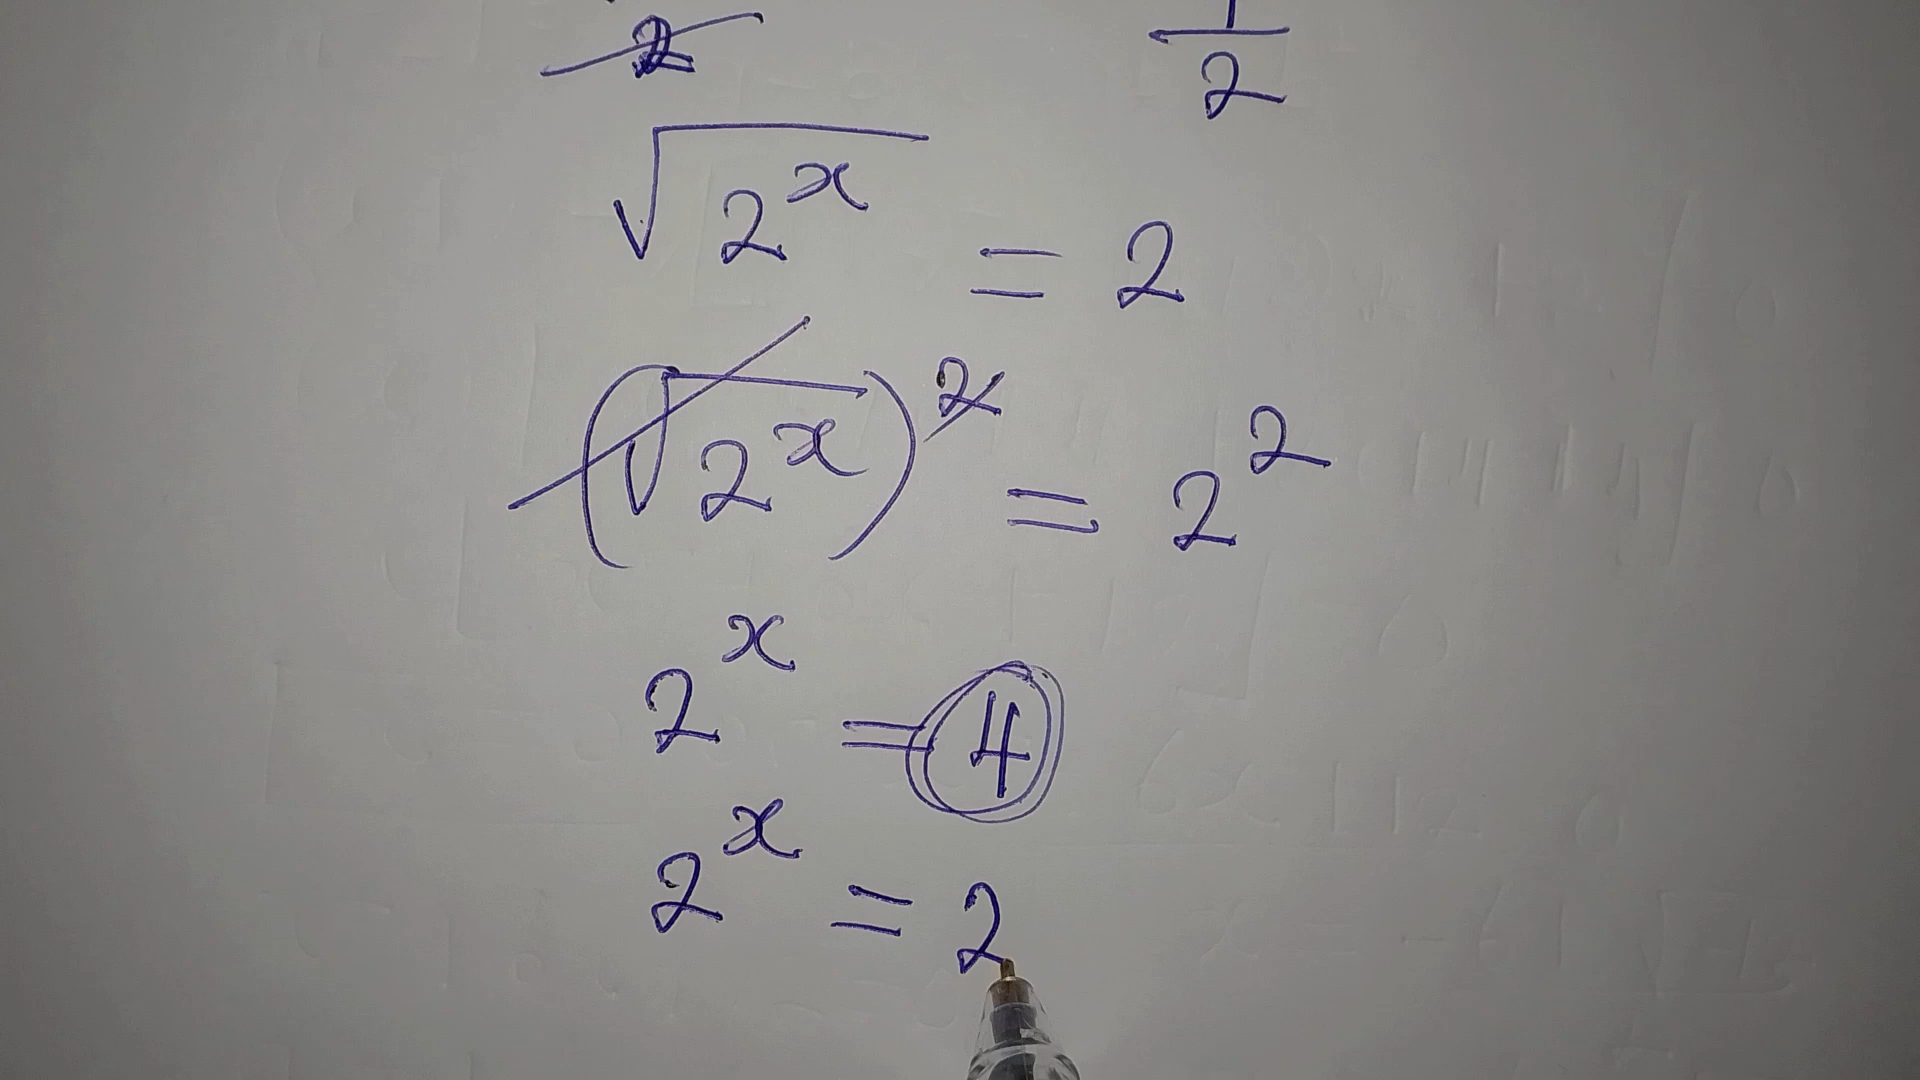 2 1/2
√(2^x) = 2
(√(2^x))^2 = 2^2
2^x = 4
2^x = 2